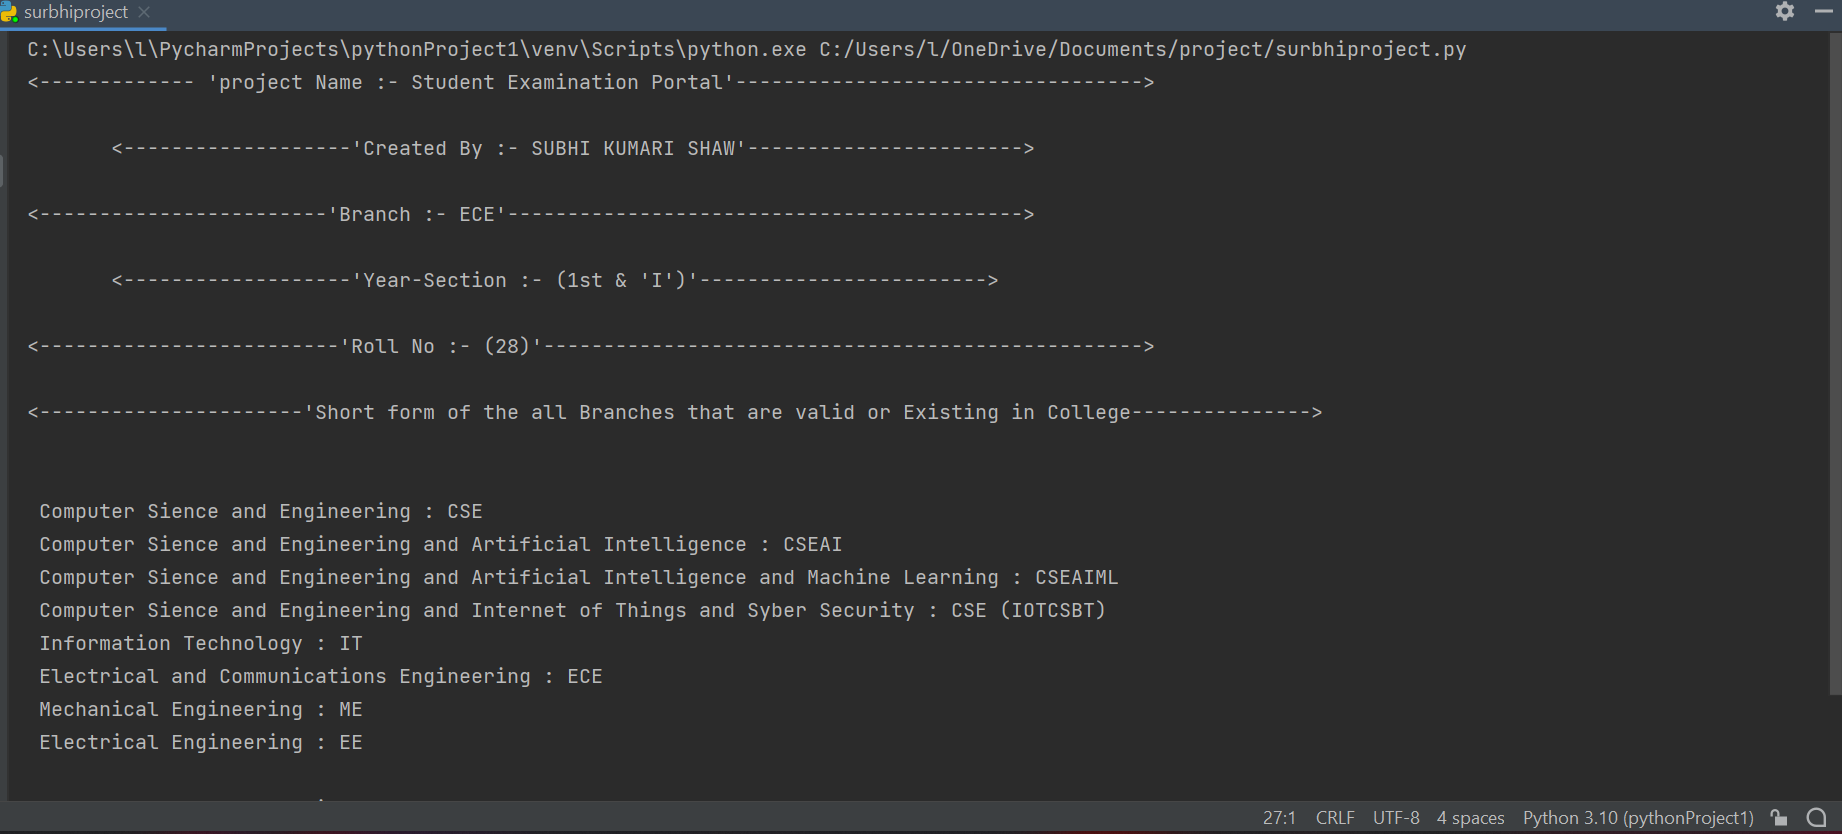 surbhiproject
C:\Users\l\PycharmProjects\pythonProject1\venv\Scripts\python.exe C:/Users/l/OneDrive/Documents/project/surbhiproject.py
<------------- 'project Name :- Student Examination Portal'---------------------------------->
<-------------------'Created By :- SUBHI KUMARI SHAW'----------------------->
<------------------------'Branch :- ECE'------------------------------------------->
<-------------------'Year-Section :- (1st & 'I')'------------------------>
<-------------------------'Roll No :- (28)'-------------------------------------------------->
<----------------------'Short form of the all Branches that are valid or Existing in College--------------->
Computer Sience and Engineering : CSE
Computer Sience and Engineering and Artificial Intelligence : CSEAI
Computer Sience and Engineering and Artificial Intelligence and Machine Learning : CSEAIML
Computer Sience and Engineering and Internet of Things and Syber Security : CSE (IOTCSBT)
Information Technology : IT
Electrical and Communications Engineering : ECE
Mechanical Engineering : ME
Electrical Engineering : EE
27:1 CRLF UTF-8 4 spaces Python 3.10 (pythonProject1)